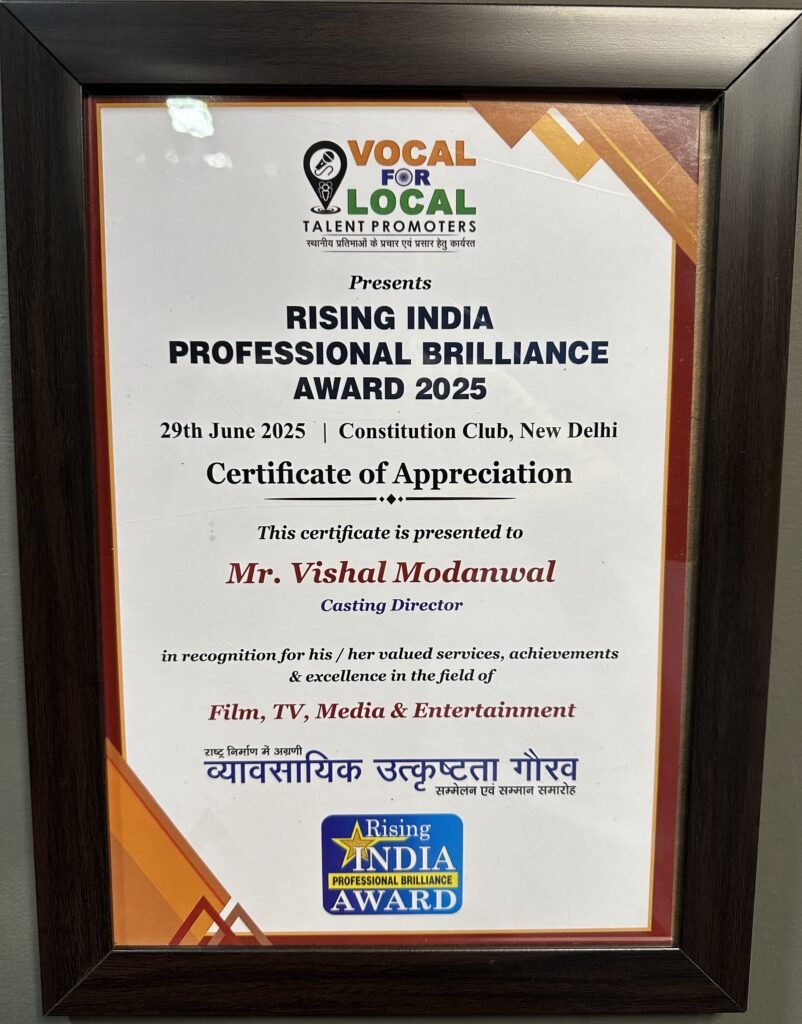 VOCAL
FOR
LOCAL
TALENT PROMOTERS
स्थानीय प्रतिभाओं के प्रचार एवं प्रसार हेतु कार्यरत
Presents
RISING INDIA
PROFESSIONAL BRILLIANCE
AWARD 2025
29th June 2025 | Constitution Club, New Delhi
Certificate of Appreciation
This certificate is presented to
Mr. Vishal Modanwal
Casting Director
in recognition for his / her valued services, achievements
& excellence in the field of
Film, TV, Media & Entertainment
राष्ट्र निर्माण में अग्रणी
व्यावसायिक उत्कृष्टता गौरव
सम्मेलन एवं सम्मान समारोह
Rising
INDIA
PROFESSIONAL BRILLIANCE
AWARD